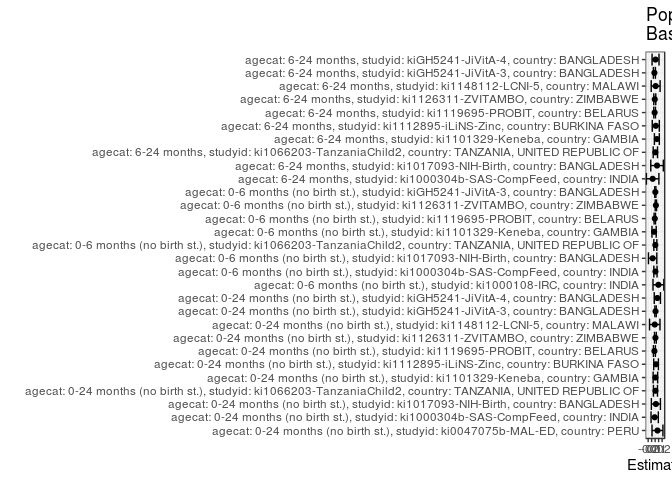 Pop
Bas
agecat: 6-24 months, studyid: kiGH5241-JiVitA-4, country: BANGLADESH
agecat: 6-24 months, studyid: kiGH5241-JiVitA-3, country: BANGLADESH
agecat: 6-24 months, studyid: ki1148112-LCNI-5, country: MALAWI
agecat: 6-24 months, studyid: ki1126311-ZVITAMBO, country: ZIMBABWE
agecat: 6-24 months, studyid: ki1119695-PROBIT, country: BELARUS
agecat: 6-24 months, studyid: ki1112895-iLiNS-Zinc, country: BURKINA FASO
agecat: 6-24 months, studyid: ki1101329-Keneba, country: GAMBIA
agecat: 6-24 months, studyid: ki1066203-TanzaniaChild2, country: TANZANIA, UNITED REPUBLIC OF
agecat: 6-24 months, studyid: ki1017093-NIH-Birth, country: BANGLADESH
agecat: 6-24 months, studyid: ki1000304b-SAS-CompFeed, country: INDIA
agecat: 0-6 months (no birth st.), studyid: kiGH5241-JiVitA-3, country: BANGLADESH
agecat: 0-6 months (no birth st.), studyid: ki1126311-ZVITAMBO, country: ZIMBABWE
agecat: 0-6 months (no birth st.), studyid: ki1119695-PROBIT, country: BELARUS
agecat: 0-6 months (no birth st.), studyid: ki1101329-Keneba, country: GAMBIA
agecat: 0-6 months (no birth st.), studyid: ki1066203-TanzaniaChild2, country: TANZANIA, UNITED REPUBLIC OF
agecat: 0-6 months (no birth st.), studyid: ki1017093-NIH-Birth, country: BANGLADESH
agecat: 0-6 months (no birth st.), studyid: ki1000304b-SAS-CompFeed, country: INDIA
agecat: 0-6 months (no birth st.), studyid: ki1000108-IRC, country: INDIA
agecat: 0-24 months (no birth st.), studyid: kiGH5241-JiVitA-4, country: BANGLADESH
agecat: 0-24 months (no birth st.), studyid: kiGH5241-JiVitA-3, country: BANGLADESH
agecat: 0-24 months (no birth st.), studyid: ki1148112-LCNI-5, country: MALAWI
agecat: 0-24 months (no birth st.), studyid: ki1126311-ZVITAMBO, country: ZIMBABWE
agecat: 0-24 months (no birth st.), studyid: ki1119695-PROBIT, country: BELARUS
agecat: 0-24 months (no birth st.), studyid: ki1112895-iLiNS-Zinc, country: BURKINA FASO
agecat: 0-24 months (no birth st.), studyid: ki1101329-Keneba, country: GAMBIA
agecat: 0-24 months (no birth st.), studyid: ki1066203-TanzaniaChild2, country: TANZANIA, UNITED REPUBLIC OF
agecat: 0-24 months (no birth st.), studyid: ki1017093-NIH-Birth, country: BANGLADESH
agecat: 0-24 months (no birth st.), studyid: ki1000304b-SAS-CompFeed, country: INDIA
agecat: 0-24 months (no birth st.), studyid: ki0047075b-MAL-ED, country: PERU
Estima